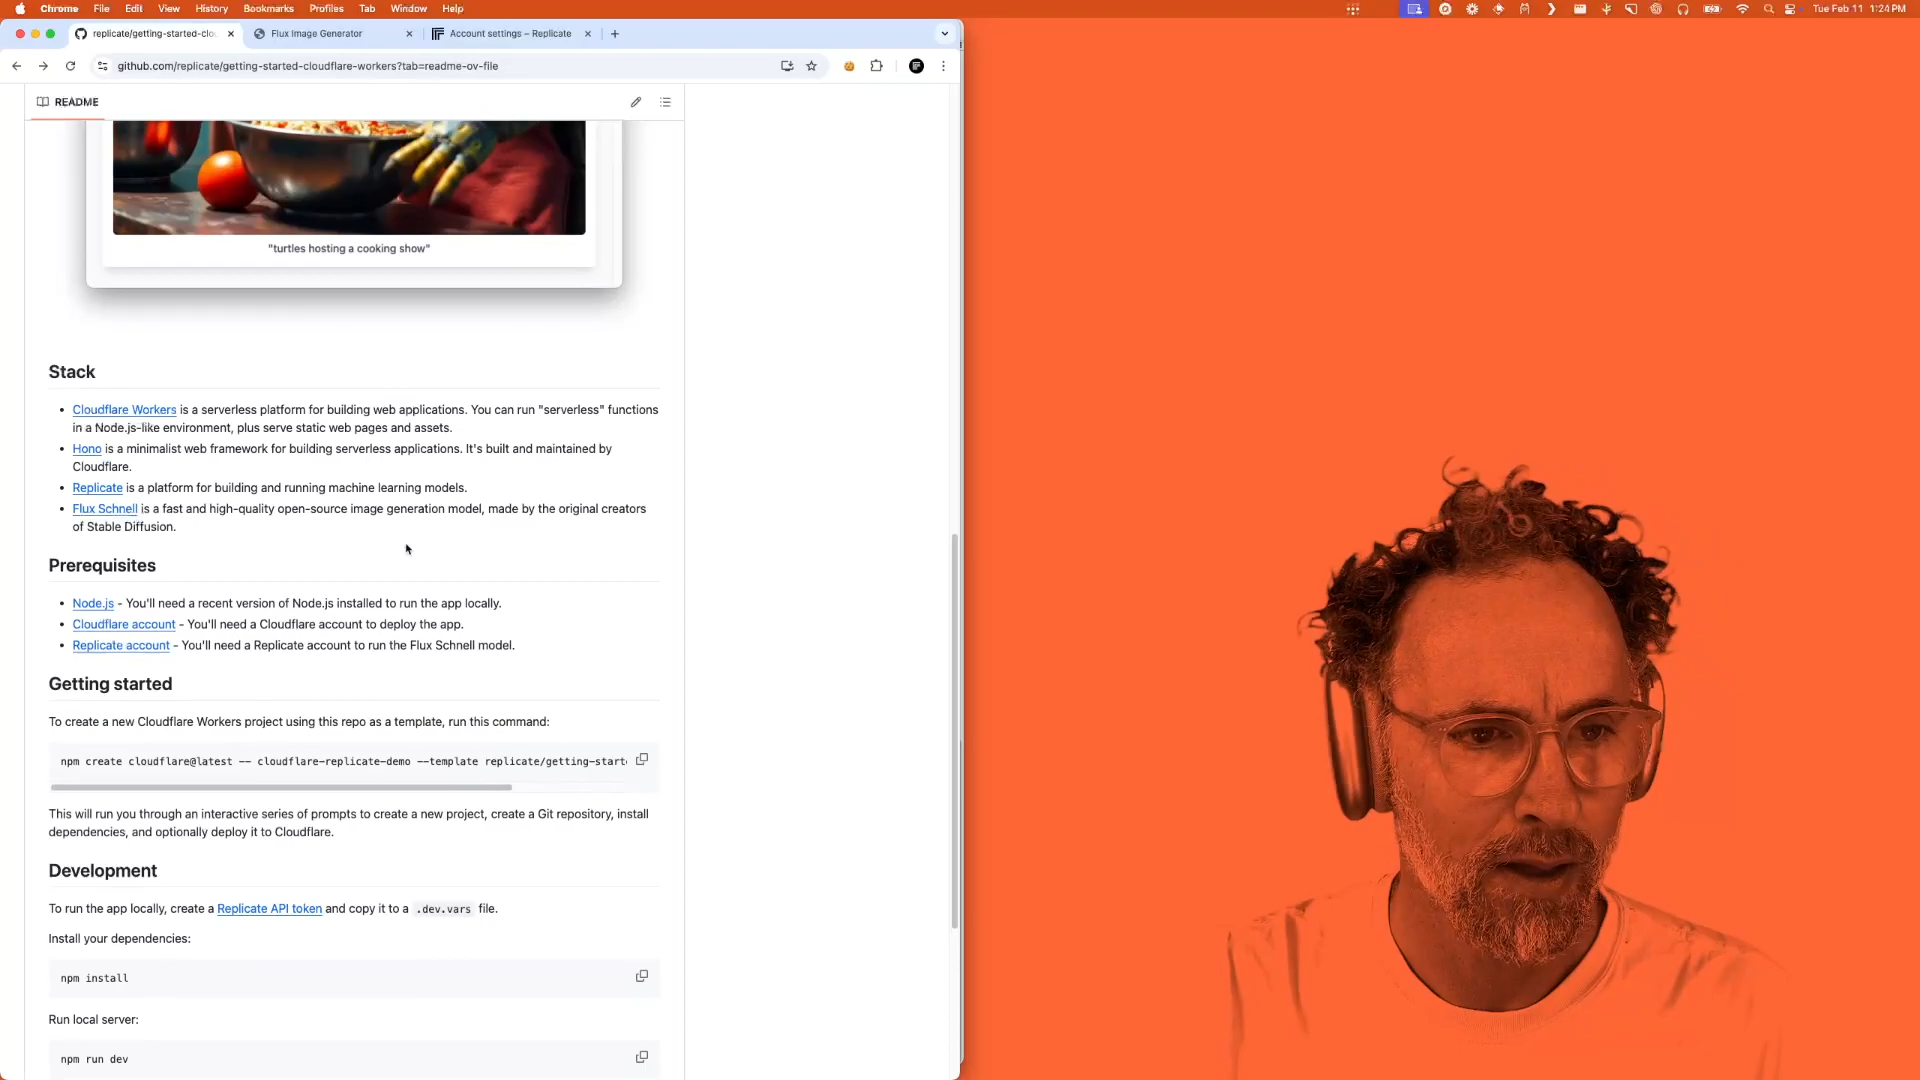 Chrome File Edit View History Bookmarks Profiles Tab Window Help Tue Feb 11 1:24 PM
replicate/getting-started-clou Flux Image Generator Account settings – Replicate
github.com/replicate/getting-started-cloudflare-workers?tab=readme-ov-file
README
"turtles hosting a cooking show"
Stack
• Cloudflare Workers is a serverless platform for building web applications. You can run "serverless" functions
in a Node.js-like environment, plus serve static web pages and assets.
• Hono is a minimalist web framework for building serverless applications. It's built and maintained by
Cloudflare.
• Replicate is a platform for building and running machine learning models.
• Flux Schnell is a fast and high-quality open-source image generation model, made by the original creators
of Stable Diffusion.
Prerequisites
• Node.js - You'll need a recent version of Node.js installed to run the app locally.
• Cloudflare account - You'll need a Cloudflare account to deploy the app.
• Replicate account - You'll need a Replicate account to run the Flux Schnell model.
Getting started
To create a new Cloudflare Workers project using this repo as a template, run this command:
npm create cloudflare@latest -- cloudflare-replicate-demo --template replicate/getting-start
This will run you through an interactive series of prompts to create a new project, create a Git repository, install
dependencies, and optionally deploy it to Cloudflare.
Development
To run the app locally, create a Replicate API token and copy it to a .dev.vars file.
Install your dependencies:
npm install
Run local server:
npm run dev